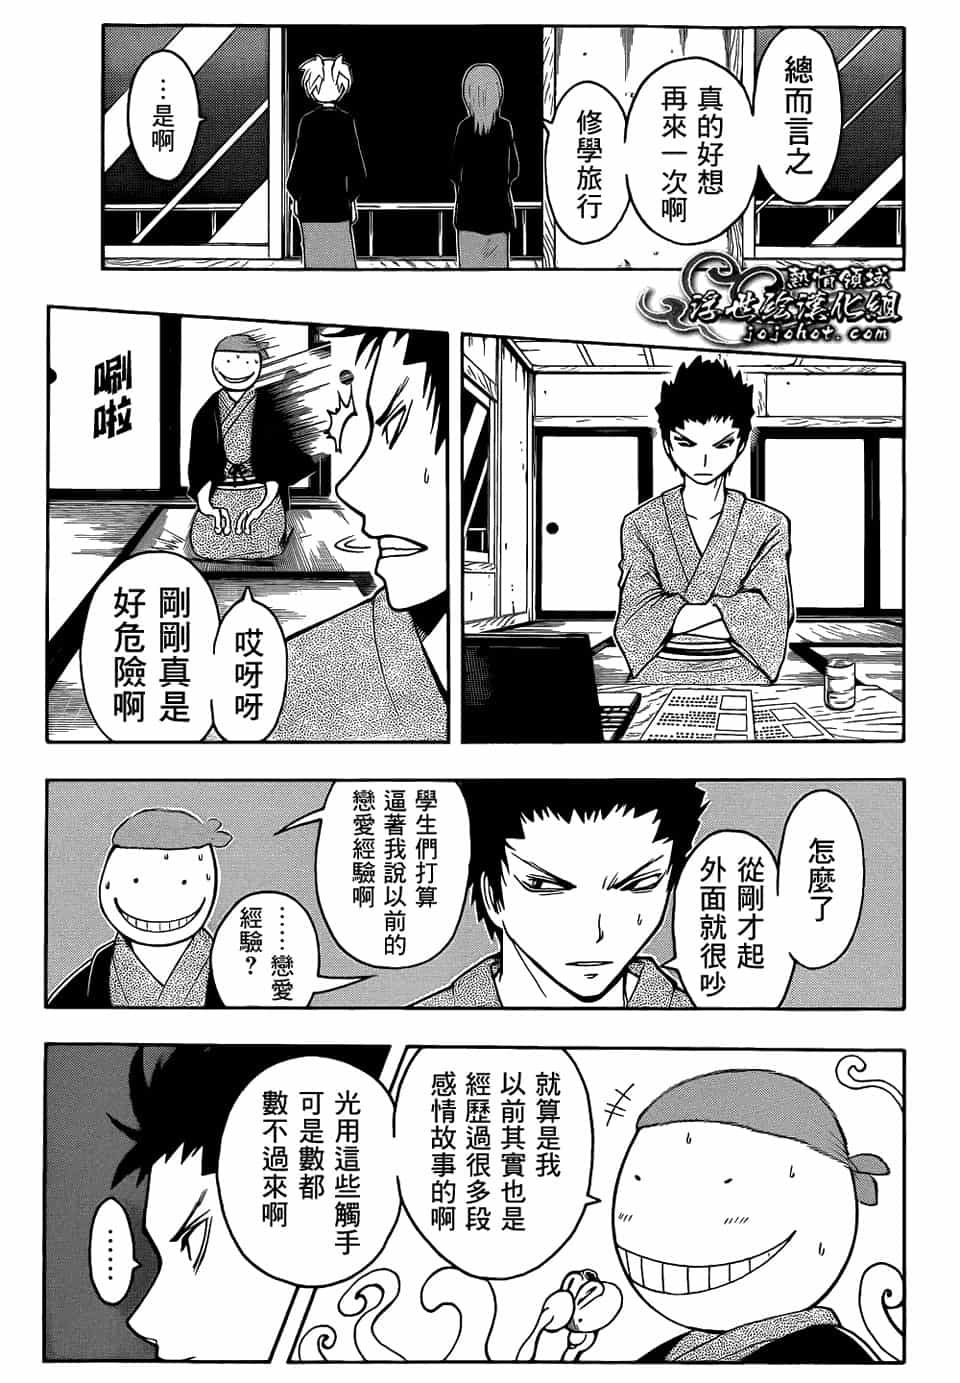 總而言之
真的好想
再來一次啊
修學旅行
…是啊
熱情領域
浮世绘漢化組
jojohot.com
唰啦
哎呀呀
剛剛真是
好危險啊
怎麼了
從剛才起
外面就很吵
學生們打算
逼著我說以前的
戀愛經驗啊
……戀愛
經驗?
就算是我
以前其實也是
經歷過很多段
感情故事的啊
光用這些觸手
可是數都
數不過來啊
……